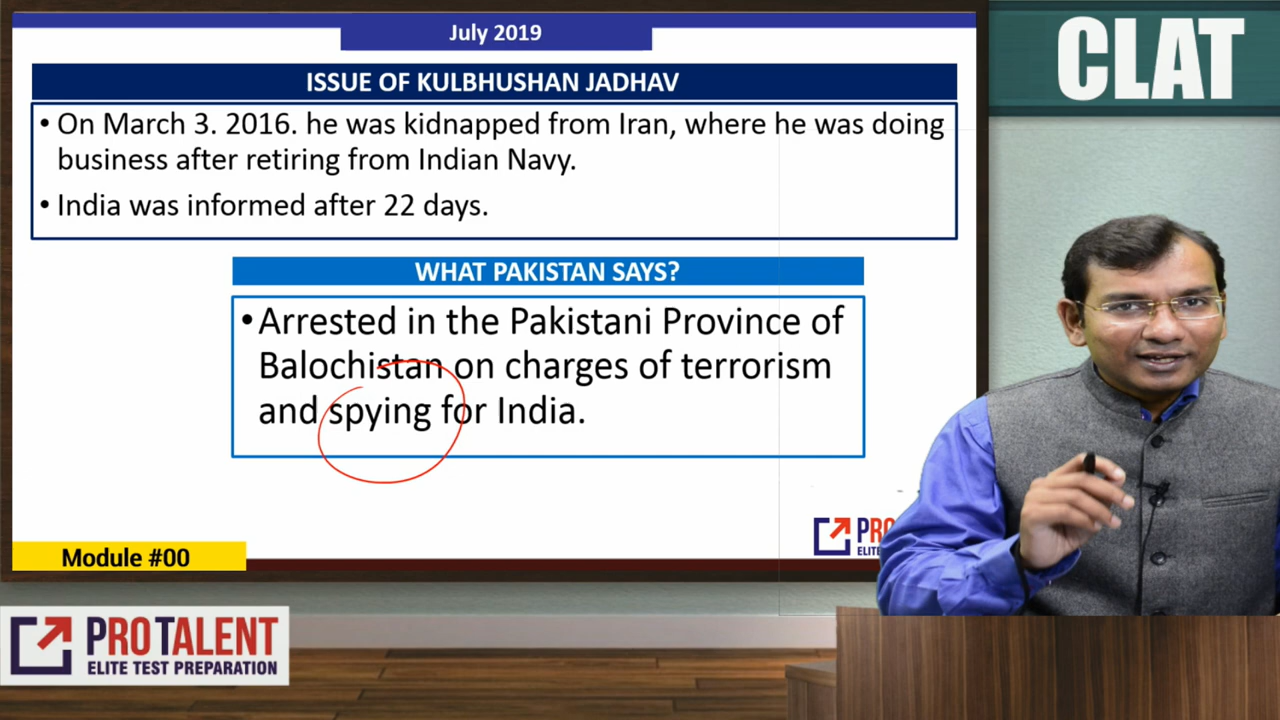 July 2019
CLAT
ISSUE OF KULBHUSHAN JADHAV
• On March 3. 2016. he was kidnapped from Iran, where he was doing
business after retiring from Indian Navy.
• India was informed after 22 days.
WHAT PAKISTAN SAYS?
• Arrested in the Pakistani Province of
Balochistan on charges of terrorism
and spying for India.
Module #00
PROTALENT
ELITE TEST PREPARATION